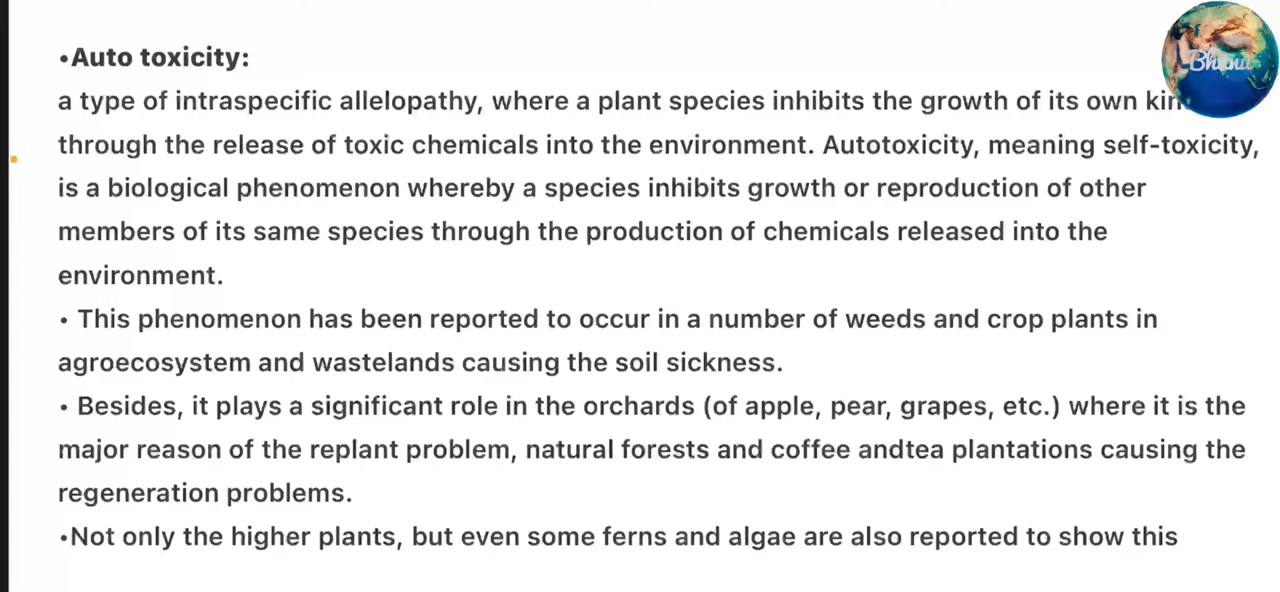 •Auto toxicity:
a type of intraspecific allelopathy, where a plant species inhibits the growth of its own
through the release of toxic chemicals into the environment. Autotoxicity, meaning self-toxicity,
is a biological phenomenon whereby a species inhibits growth or reproduction of other
members of its same species through the production of chemicals released into the
environment.
• This phenomenon has been reported to occur in a number of weeds and crop plants in
agroecosystem and wastelands causing the soil sickness.
• Besides, it plays a significant role in the orchards (of apple, pear, grapes, etc.) where it is the
major reason of the replant problem, natural forests and coffee andtea plantations causing the
regeneration problems.
•Not only the higher plants, but even some ferns and algae are also reported to show this